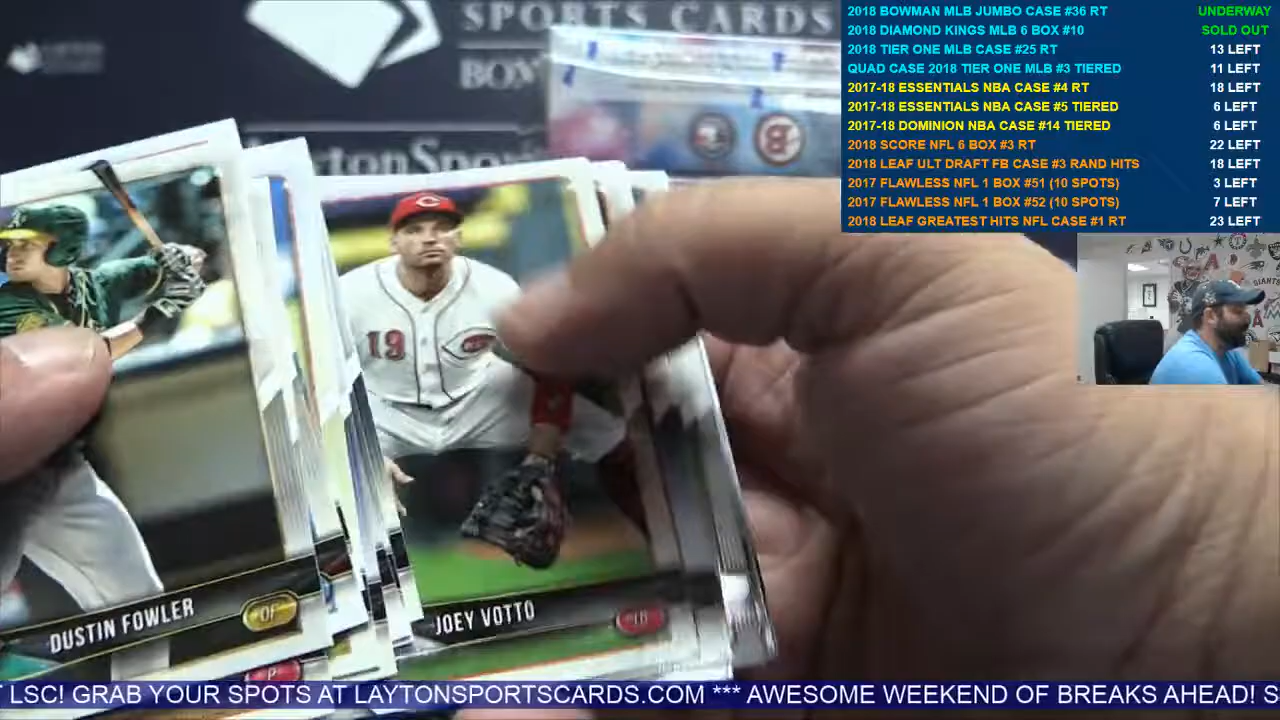 SPORTS CARDS
BOX
LaytonSpor
2018 BOWMAN MLB JUMBO CASE #36 RT UNDERWAY
2018 DIAMOND KINGS MLB 6 BOX #10 SOLD OUT
2018 TIER ONE MLB CASE #25 RT 13 LEFT
QUAD CASE 2018 TIER ONE MLB #3 TIERED 11 LEFT
2017-18 ESSENTIALS NBA CASE #4 RT 18 LEFT
2017-18 ESSENTIALS NBA CASE #5 TIERED 6 LEFT
2017-18 DOMINION NBA CASE #14 TIERED 6 LEFT
2018 SCORE NFL 6 BOX #3 RT 22 LEFT
2018 LEAF ULT DRAFT FB CASE #3 RAND HITS 18 LEFT
2017 FLAWLESS NFL 1 BOX #51 (10 SPOTS) 3 LEFT
2017 FLAWLESS NFL 1 BOX #52 (10 SPOTS) 7 LEFT
2018 LEAF GREATEST HITS NFL CASE #1 RT 23 LEFT
19
DUSTIN FOWLER OF
JOEY VOTTO 1B
P
T LSC! GRAB YOUR SPOTS AT LAYTONSPORTSCARDS.COM *** AWESOME WEEKEND OF BREAKS AHEAD! S